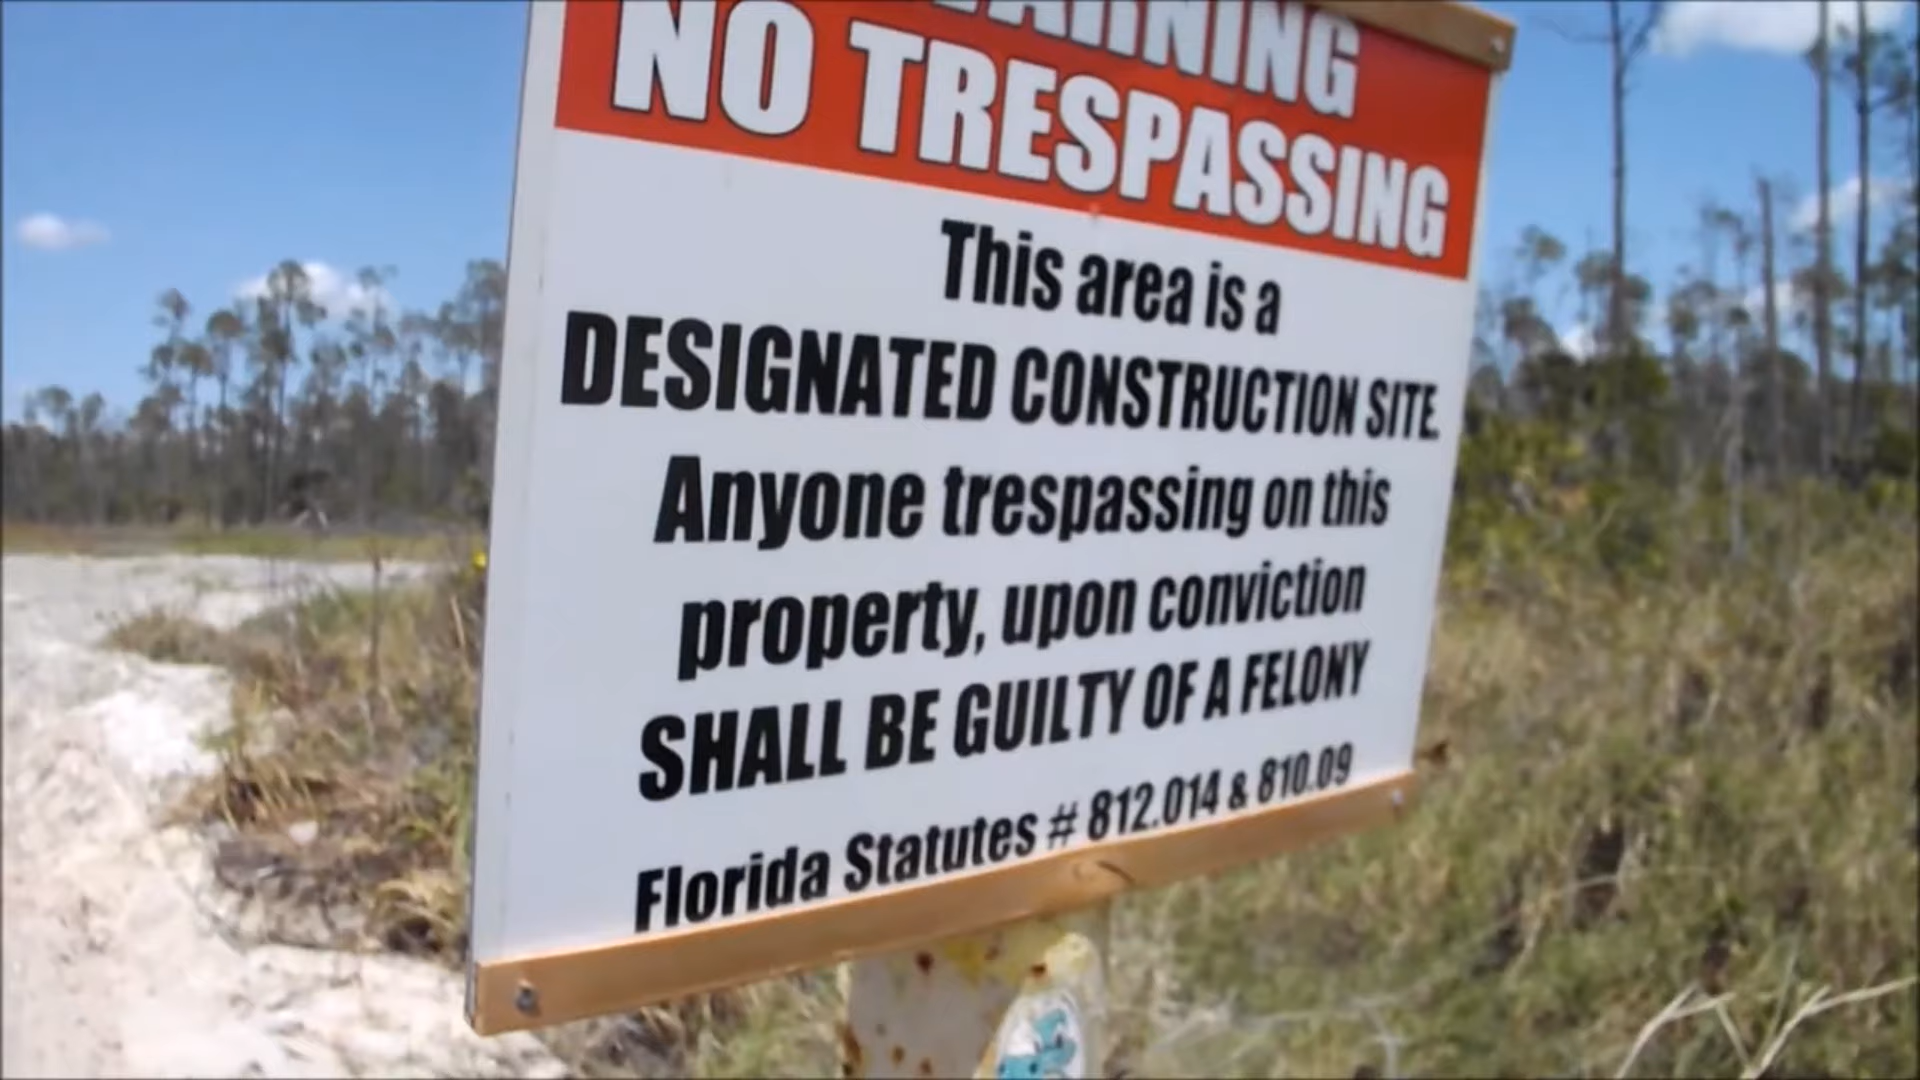 WARNING
NO TRESPASSING
This area is a
DESIGNATED CONSTRUCTION SITE.
Anyone trespassing on this
property, upon conviction
SHALL BE GUILTY OF A FELONY
Florida Statutes # 812.014 & 810.09